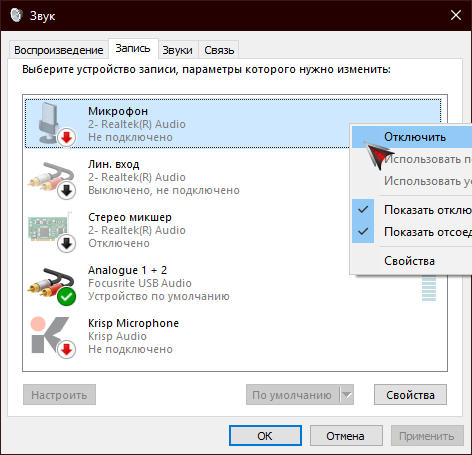 Звук
Воспроизведение Запись Звуки Связь
Выберите устройство записи, параметры которого нужно изменить:
Микрофон
2- Realtek(R) Audio
Не подключено
Лин. вход
2- Realtek(R) Audio
Выключено, не подключено
Стерео микшер
2- Realtek(R) Audio
Отключено
Analogue 1 + 2
Focusrite USB Audio
Устройство по умолчанию
Krisp Microphone
Krisp Audio
Не подключено
Отключить
Использовать
Использовать
Показать
Показать
Свойства
Настроить По умолчанию Свойства
ОК Отмена Применить